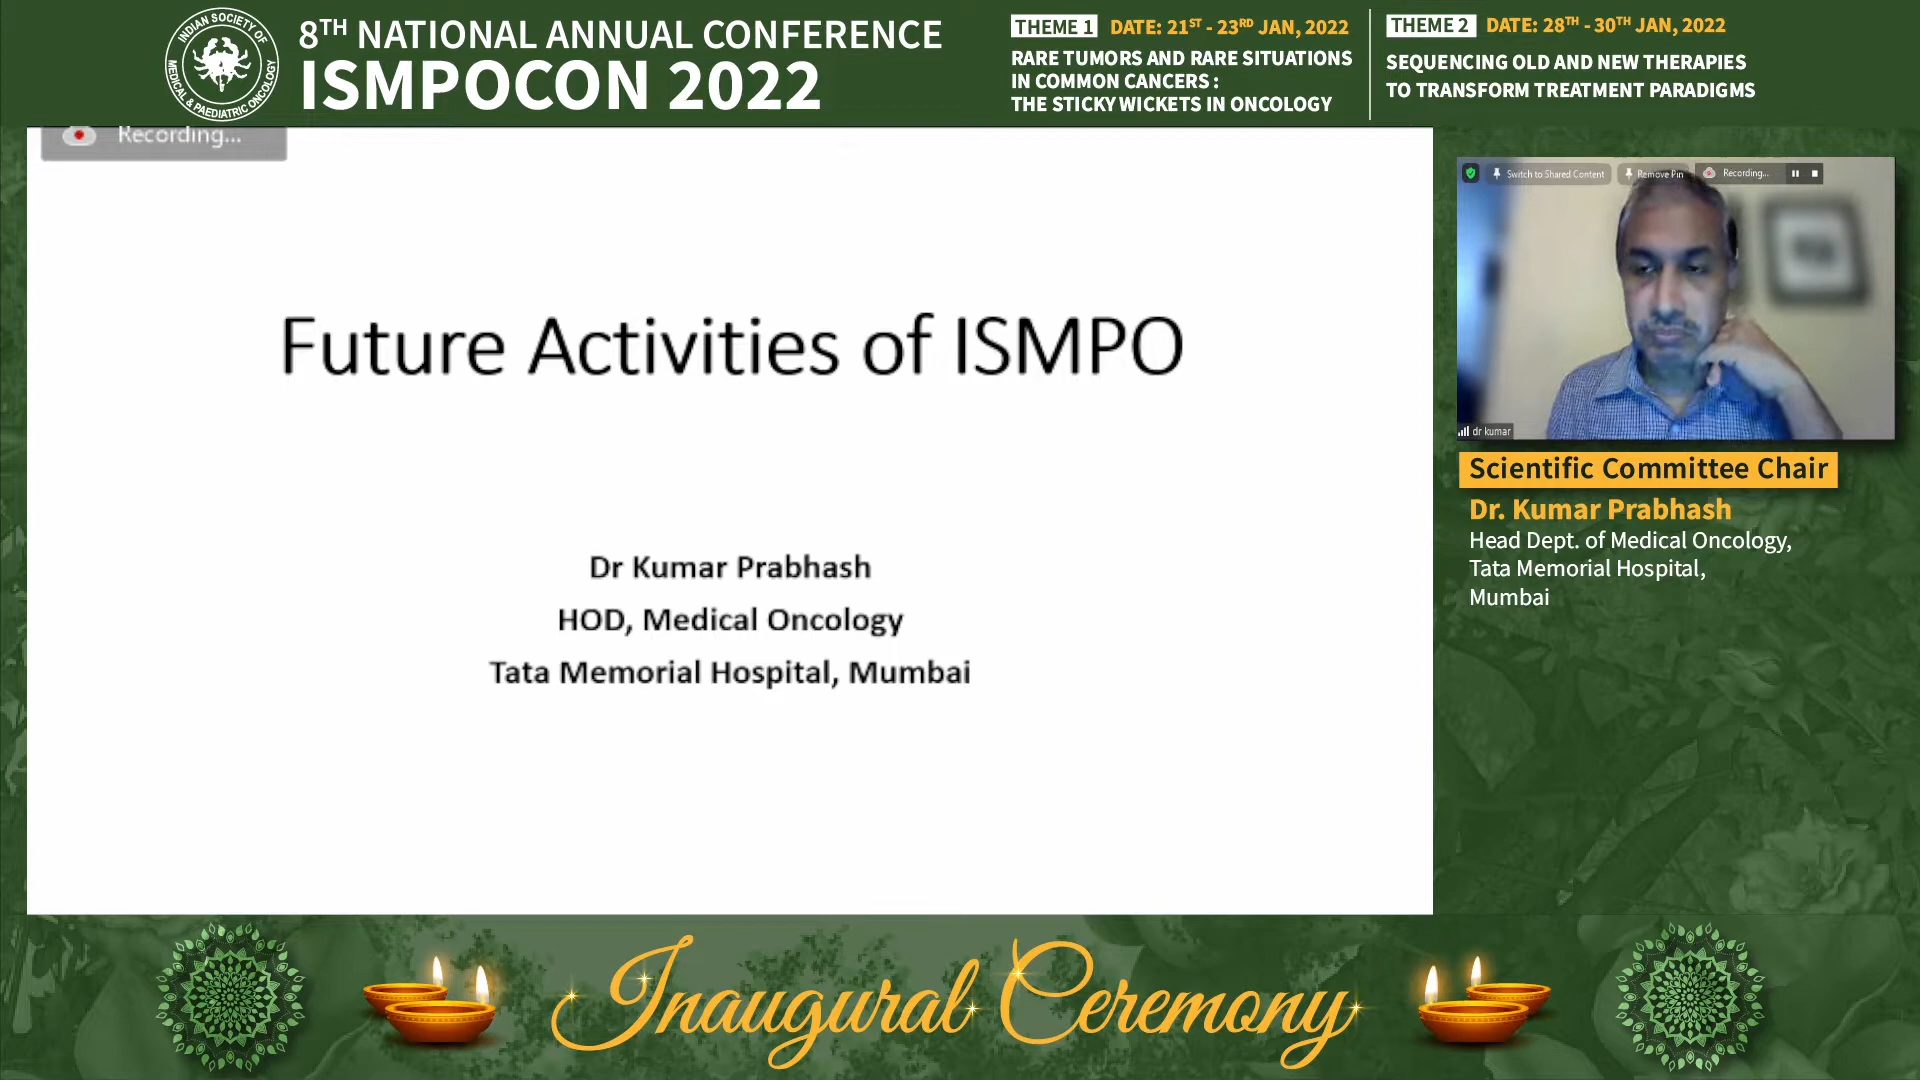 INDIAN SOCIETY OF
MEDICAL & PAEDIATRIC ONCOLOGY
8TH NATIONAL ANNUAL CONFERENCE
ISMPOCON 2022
THEME 1 DATE: 21ST - 23RD JAN, 2022
RARE TUMORS AND RARE SITUATIONS
IN COMMON CANCERS :
THE STICKY WICKETS IN ONCOLOGY
THEME 2 DATE: 28TH - 30TH JAN, 2022
SEQUENCING OLD AND NEW THERAPIES
TO TRANSFORM TREATMENT PARADIGMS
Recording...
Future Activities of ISMPO
Dr Kumar Prabhash
HOD, Medical Oncology
Tata Memorial Hospital, Mumbai
Switch to Shared Content Remove Pin Recording...
dr kumar
Scientific Committee Chair
Dr. Kumar Prabhash
Head Dept. of Medical Oncology,
Tata Memorial Hospital,
Mumbai
Inaugural Ceremony